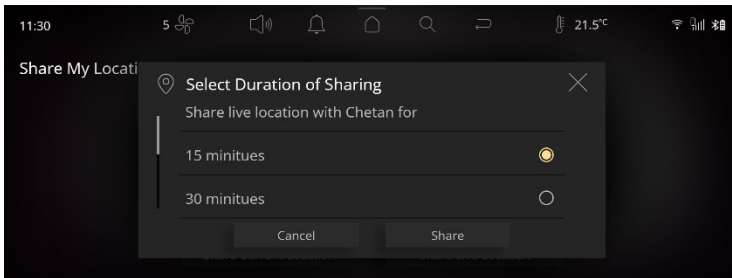 11:30
5
21.5°C
Share My Locati
Select Duration of Sharing
Share live location with Chetan for
15 minitues
30 minitues
Cancel
Share